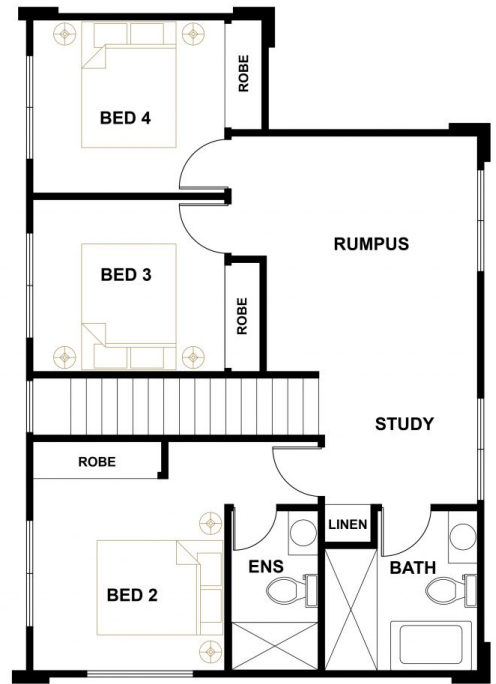 ROBE
BED 4
RUMPUS
BED 3
ROBE
STUDY
ROBE
LINEN
ENS
BATH
BED 2